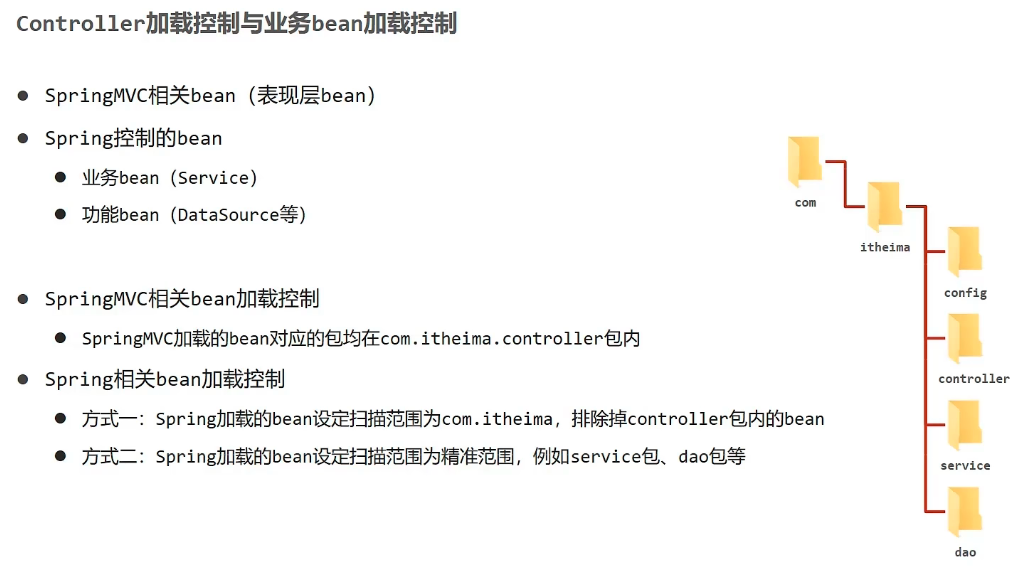 Controller加载控制与业务bean加载控制
SpringMVC相关bean（表现层bean）
Spring控制的bean
业务bean（Service）
功能bean（DataSource等）
SpringMVC相关bean加载控制
SpringMVC加载的bean对应的包均在com.itheima.controller包内
Spring相关bean加载控制
方式一：Spring加载的bean设定扫描范围为com.itheima，排除掉controller包内的bean
方式二：Spring加载的bean设定扫描范围为精准范围，例如service包、dao包等
com
itheima
config
controller
service
dao